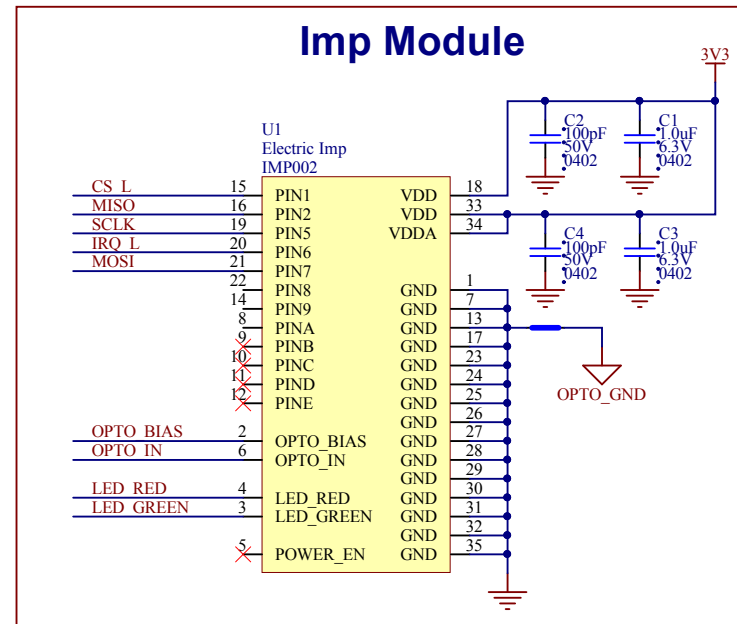 Imp Module
3V3
U1
Electric Imp
IMP002
C2
100pF
50V
0402
C1
1.0uF
6.3V
0402
CS_L 15 PIN1 VDD 18
MISO 16 PIN2 VDD 33
SCLK 19 PIN5 VDDA 34
IRQ_L 20 PIN6
MOSI 21 PIN7
C4
100pF
50V
0402
C3
1.0uF
6.3V
0402
22 PIN8 GND 1
14 PIN9 GND 7
8 PINA GND 13
9 PINB GND 17
10 PINC GND 23
11 PIND GND 24
12 PINE GND 25
OPTO_GND
GND 26
OPTO_BIAS 2 OPTO_BIAS GND 27
OPTO_IN 6 OPTO_IN GND 28
GND 29
LED_RED 4 LED_RED GND 30
LED_GREEN 3 LED_GREEN GND 31
GND 32
5 POWER_EN GND 35